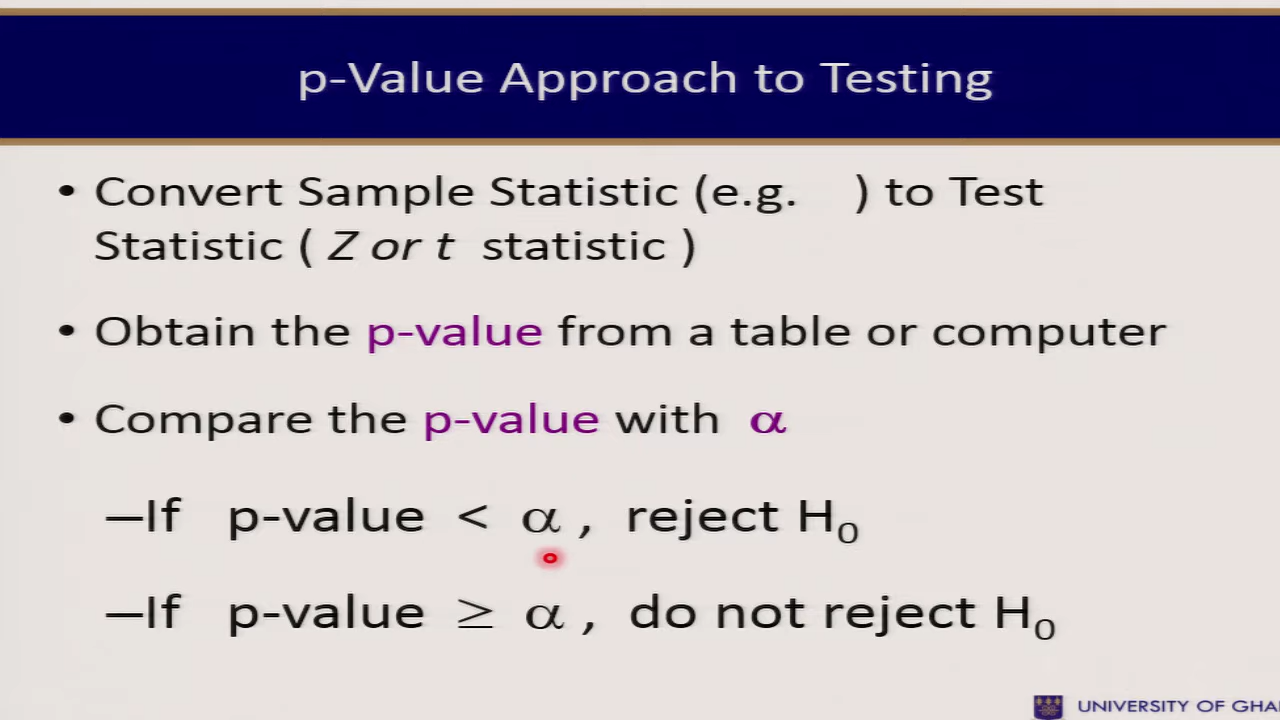 p-Value Approach to Testing
• Convert Sample Statistic (e.g. ) to Test
Statistic ( Z or t statistic )
• Obtain the p-value from a table or computer
• Compare the p-value with α
–If p-value < α , reject H₀
–If p-value ≥ α , do not reject H₀
UNIVERSITY OF GHA